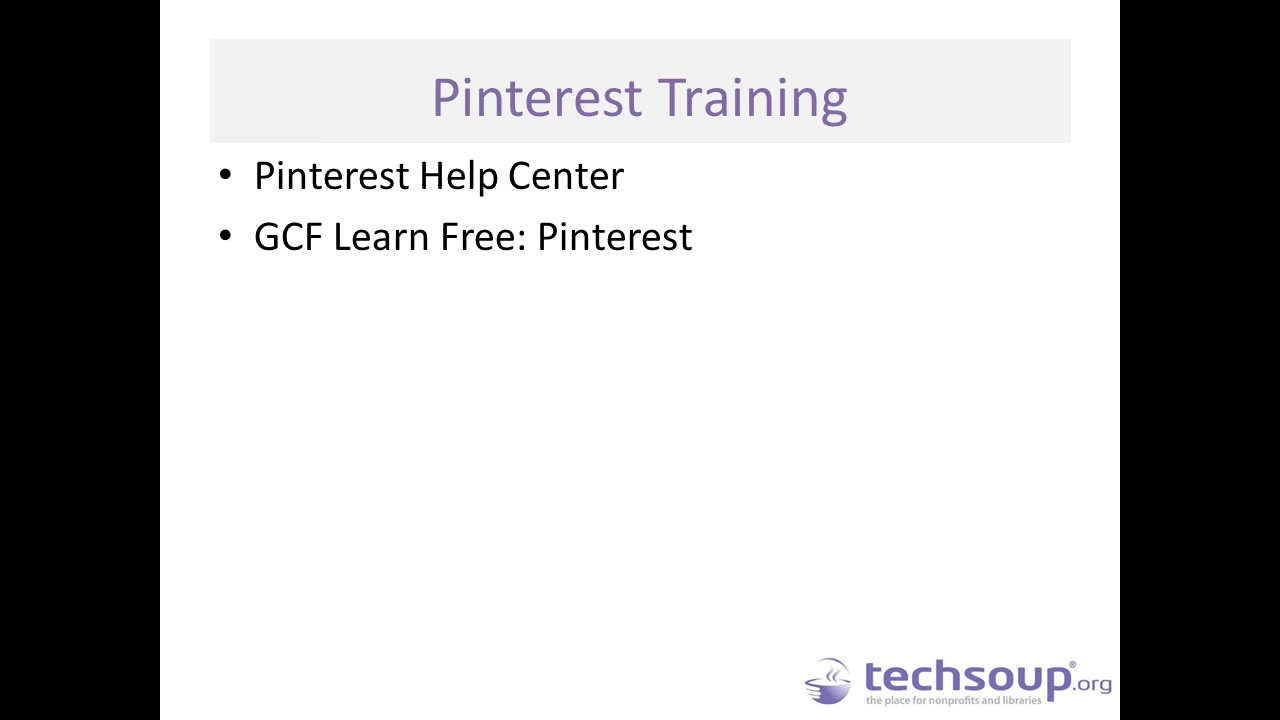 Pinterest Training
• Pinterest Help Center
• GCF Learn Free: Pinterest
techsoup®.org
the place for nonprofits and libraries